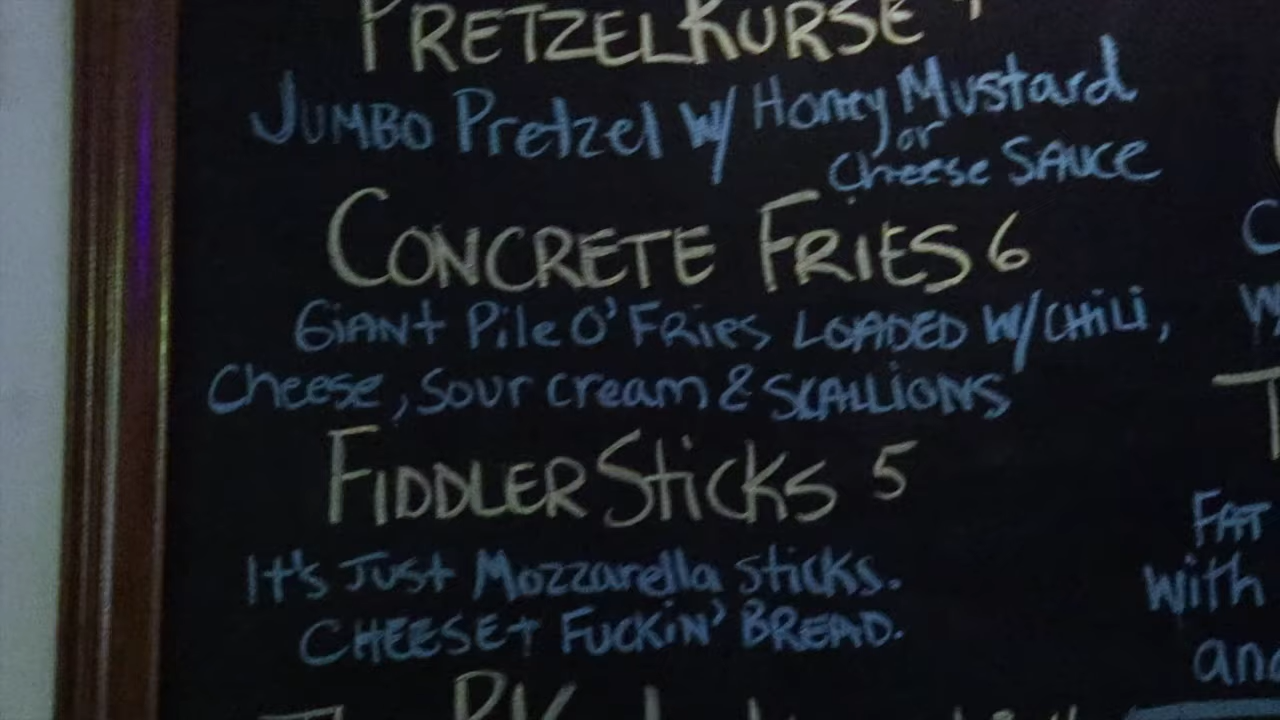 PRETZELKURSE
JUMBO Pretzel w/ Honey Mustard
or
Cheese SAUCE
CONCRETE FRIES 6
GIANT Pile O' FRies LOADED W/ CHiLi,
Cheese, Sour cream & SCALLIONS
FIDDLER STicKS 5
It's Just Mozzarella sticks.
CHEESE + FUCKiN' BREAD.
FAT
with
and